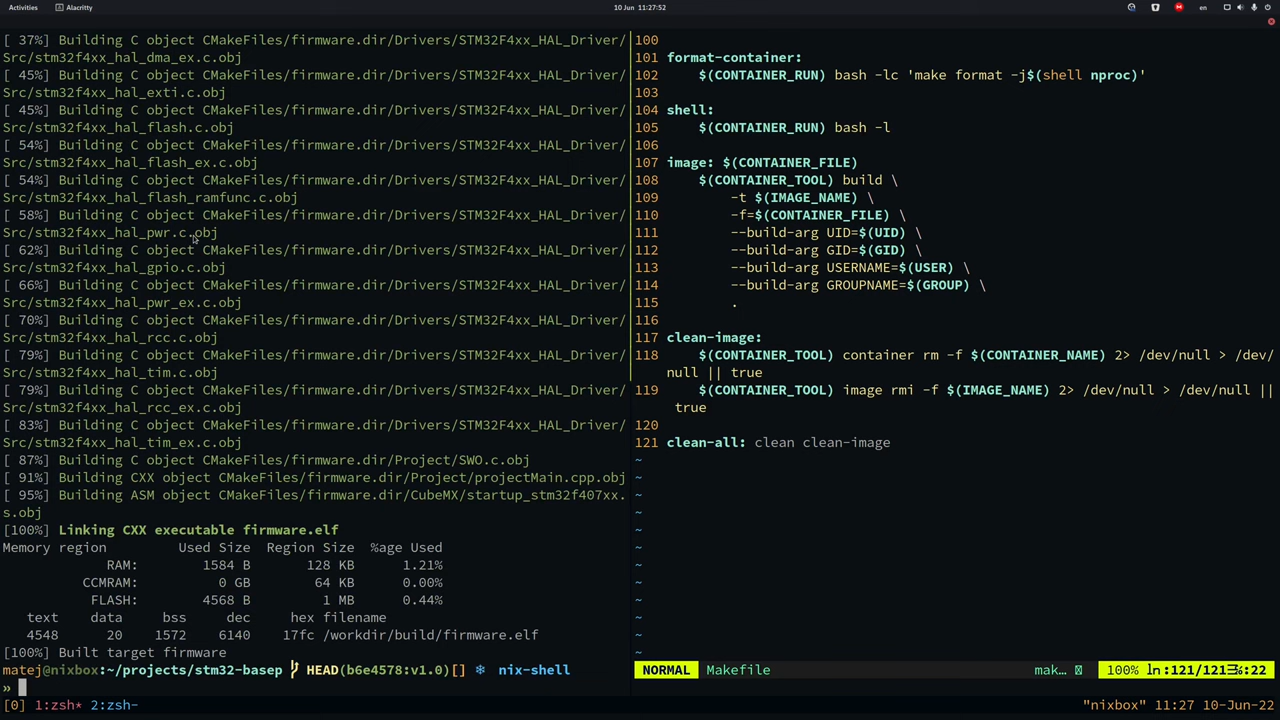 Activities Alacritty 10 Jun 11:27:52 en
[ 37%] Building C object CMakeFiles/firmware.dir/Drivers/STM32F4xx_HAL_Driver/
Src/stm32f4xx_hal_dma_ex.c.obj
[ 45%] Building C object CMakeFiles/firmware.dir/Drivers/STM32F4xx_HAL_Driver/
Src/stm32f4xx_hal_exti.c.obj
[ 45%] Building C object CMakeFiles/firmware.dir/Drivers/STM32F4xx_HAL_Driver/
Src/stm32f4xx_hal_flash.c.obj
[ 54%] Building C object CMakeFiles/firmware.dir/Drivers/STM32F4xx_HAL_Driver/
Src/stm32f4xx_hal_flash_ex.c.obj
[ 54%] Building C object CMakeFiles/firmware.dir/Drivers/STM32F4xx_HAL_Driver/
Src/stm32f4xx_hal_flash_ramfunc.c.obj
[ 58%] Building C object CMakeFiles/firmware.dir/Drivers/STM32F4xx_HAL_Driver/
Src/stm32f4xx_hal_pwr.c.obj
[ 62%] Building C object CMakeFiles/firmware.dir/Drivers/STM32F4xx_HAL_Driver/
Src/stm32f4xx_hal_gpio.c.obj
[ 66%] Building C object CMakeFiles/firmware.dir/Drivers/STM32F4xx_HAL_Driver/
Src/stm32f4xx_hal_pwr_ex.c.obj
[ 70%] Building C object CMakeFiles/firmware.dir/Drivers/STM32F4xx_HAL_Driver/
Src/stm32f4xx_hal_rcc.c.obj
[ 79%] Building C object CMakeFiles/firmware.dir/Drivers/STM32F4xx_HAL_Driver/
Src/stm32f4xx_hal_tim.c.obj
[ 79%] Building C object CMakeFiles/firmware.dir/Drivers/STM32F4xx_HAL_Driver/
Src/stm32f4xx_hal_rcc_ex.c.obj
[ 83%] Building C object CMakeFiles/firmware.dir/Drivers/STM32F4xx_HAL_Driver/
Src/stm32f4xx_hal_tim_ex.c.obj
[ 87%] Building C object CMakeFiles/firmware.dir/Project/SWO.c.obj
[ 91%] Building CXX object CMakeFiles/firmware.dir/Project/projectMain.cpp.obj
[ 95%] Building ASM object CMakeFiles/firmware.dir/CubeMX/startup_stm32f407xx.
s.obj
[100%] Linking CXX executable firmware.elf
Memory region Used Size Region Size %age Used
RAM: 1584 B 128 KB 1.21%
CCMRAM: 0 GB 64 KB 0.00%
FLASH: 4568 B 1 MB 0.44%
text data bss dec hex filename
4548 20 1572 6140 17fc /workdir/build/firmware.elf
[100%] Built target firmware
matej@nixbox:~/projects/stm32-basep HEAD(b6e4578:v1.0)[] ❄ nix-shell
»
100
101 format-container:
102 $(CONTAINER_RUN) bash -lc 'make format -j$(shell nproc)'
103
104 shell:
105 $(CONTAINER_RUN) bash -l
106
107 image: $(CONTAINER_FILE)
108 $(CONTAINER_TOOL) build \
109 -t $(IMAGE_NAME) \
110 -f=$(CONTAINER_FILE) \
111 --build-arg UID=$(UID) \
112 --build-arg GID=$(GID) \
113 --build-arg USERNAME=$(USER) \
114 --build-arg GROUPNAME=$(GROUP) \
115 .
116
117 clean-image:
118 $(CONTAINER_TOOL) container rm -f $(CONTAINER_NAME) 2> /dev/null > /dev/
null || true
119 $(CONTAINER_TOOL) image rmi -f $(IMAGE_NAME) 2> /dev/null > /dev/null ||
true
120
121 clean-all: clean clean-image
~
~
~
~
~
~
~
~
~
~
~
~
NORMAL Makefile mak… 100% ln:121/121 %:22
[0] 1:zsh* 2:zsh- "nixbox" 11:27 10-Jun-22